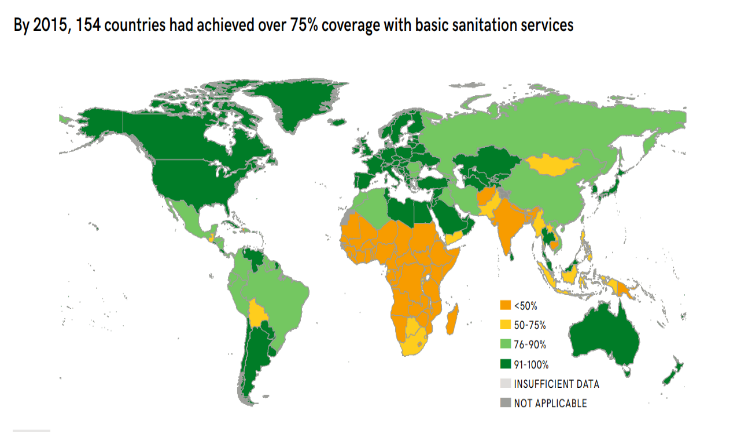 By 2015, 154 countries had achieved over 75% coverage with basic sanitation services
<50%
50-75%
76-90%
91-100%
INSUFFICIENT DATA
NOT APPLICABLE